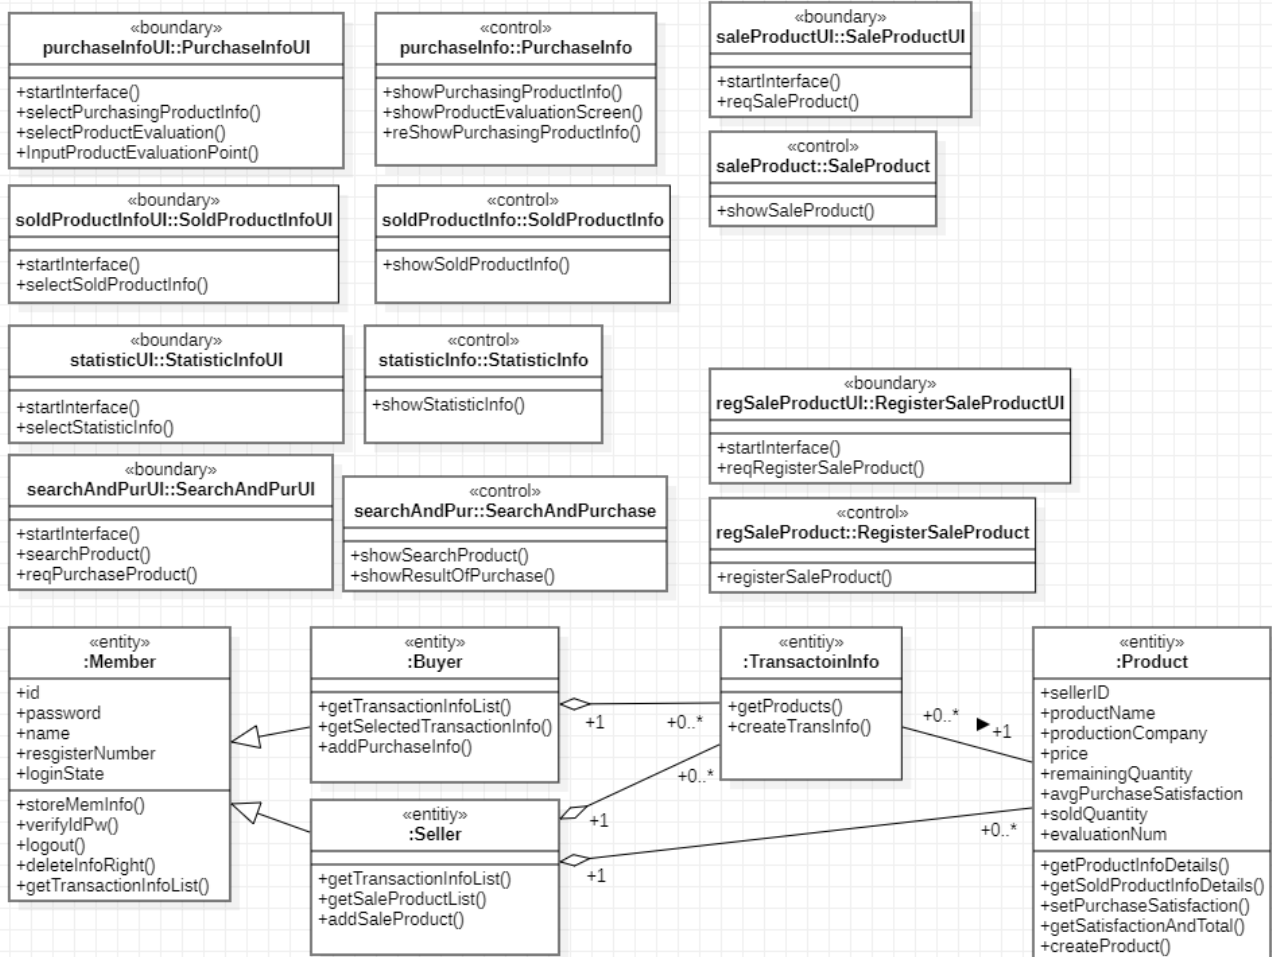 «boundary»
purchaseInfoUI::PurchaseInfoUI
+startInterface()
+selectPurchasingProductInfo()
+selectProductEvaluation()
+InputProductEvaluationPoint()
«control»
purchaseInfo::PurchaseInfo
+showPurchasingProductInfo()
+showProductEvaluationScreen()
+reShowPurchasingProductInfo()
«boundary»
saleProductUI::SaleProductUI
+startInterface()
+reqSaleProduct()
«control»
saleProduct::SaleProduct
+showSaleProduct()
«boundary»
soldProductInfoUI::SoldProductInfoUI
+startInterface()
+selectSoldProductInfo()
«control»
soldProductInfo::SoldProductInfo
+showSoldProductInfo()
«boundary»
statisticUI::StatisticInfoUI
+startInterface()
+selectStatisticInfo()
«control»
statisticInfo::StatisticInfo
+showStatisticInfo()
«boundary»
regSaleProductUI::RegisterSaleProductUI
+startInterface()
+reqRegisterSaleProduct()
«boundary»
searchAndPurUI::SearchAndPurUI
+startInterface()
+searchProduct()
+reqPurchaseProduct()
«control»
searchAndPur::SearchAndPurchase
+showSearchProduct()
+showResultOfPurchase()
«control»
regSaleProduct::RegisterSaleProduct
+registerSaleProduct()
«entity»
:Member
+id
+password
+name
+resgisterNumber
+loginState
+storeMemInfo()
+verifyIdPw()
+logout()
+deleteInfoRight()
+getTransactionInfoList()
«entity»
:Buyer
+getTransactionInfoList()
+getSelectedTransactionInfo()
+addPurchaseInfo()
+1
+0..*
«entitiy»
:TransactoinInfo
+getProducts()
+createTransInfo()
+0..*
+1
«entitiy»
:Seller
+getTransactionInfoList()
+getSaleProductList()
+addSaleProduct()
+0..*
+1
+0..*
+1
«entitiy»
:Product
+sellerID
+productName
+productionCompany
+price
+remainingQuantity
+avgPurchaseSatisfaction
+soldQuantity
+evaluationNum
+getProductInfoDetails()
+getSoldProductInfoDetails()
+setPurchaseSatisfaction()
+getSatisfactionAndTotal()
+createProduct()